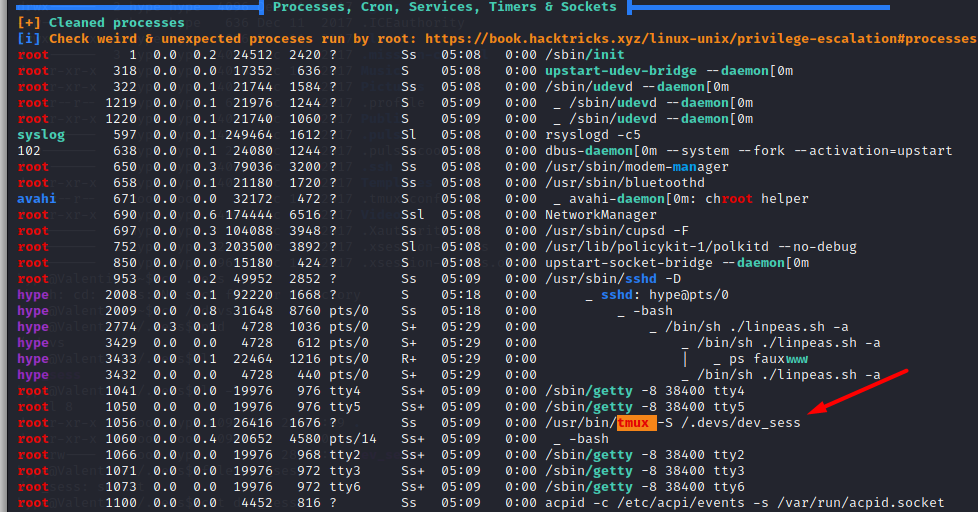 Processes, Cron, Services, Timers & Sockets
[+] Cleaned processes
[i] Check weird & unexpected proceses run by root: https://book.hacktricks.xyz/linux-unix/privilege-escalation#processes
root 1 0.0 0.2 24512 2420 ? Ss 05:08 0:00 /sbin/init
root 318 0.0 0.0 17352 636 ? S 05:08 0:00 upstart-udev-bridge --daemon[0m
root 322 0.0 0.1 21744 1584 ? Ss 05:08 0:00 /sbin/udevd --daemon[0m
root 1219 0.0 0.1 21976 1244 ? S 05:09 0:00 _ /sbin/udevd --daemon[0m
root 1220 0.0 0.1 21740 1060 ? S 05:09 0:00 _ /sbin/udevd --daemon[0m
syslog 597 0.0 0.1 249464 1612 ? Sl 05:08 0:00 rsyslogd -c5
102 638 0.0 0.1 24080 1244 ? Ss 05:08 0:00 dbus-daemon[0m --system --fork --activation=upstart
root 650 0.0 0.3 79036 3200 ? Ss 05:08 0:00 /usr/sbin/modem-manager
root 658 0.0 0.1 21180 1720 ? Ss 05:08 0:00 /usr/sbin/bluetoothd
avahi 671 0.0 0.0 32172 472 ? S 05:08 0:00 _ avahi-daemon[0m: chroot helper
root 690 0.0 0.6 174444 6516 ? Ssl 05:08 0:00 NetworkManager
root 697 0.0 0.3 104088 3948 ? Ss 05:08 0:00 /usr/sbin/cupsd -F
root 752 0.0 0.3 203500 3892 ? Sl 05:08 0:00 /usr/lib/policykit-1/polkitd --no-debug
root 850 0.0 0.0 15180 424 ? S 05:08 0:00 upstart-socket-bridge --daemon[0m
root 953 0.0 0.2 49952 2852 ? Ss 05:09 0:00 /usr/sbin/sshd -D
hype 2008 0.0 0.1 92220 1668 ? S 05:18 0:00 _ sshd: hype@pts/0
hype 2009 0.0 0.8 31648 8760 pts/0 Ss 05:18 0:00 _ -bash
hype 2774 0.3 0.1 4728 1036 pts/0 S+ 05:29 0:00 _ /bin/sh ./linpeas.sh -a
hype 3429 0.0 0.0 4728 612 pts/0 S+ 05:29 0:00 _ /bin/sh ./linpeas.sh -a
hype 3433 0.0 0.1 22464 1216 pts/0 R+ 05:29 0:00 | _ ps fauxwww
hype 3432 0.0 0.0 4728 440 pts/0 S+ 05:29 0:00 _ /bin/sh ./linpeas.sh -a
root 1041 0.0 0.0 19976 976 tty4 Ss+ 05:09 0:00 /sbin/getty -8 38400 tty4
root 1050 0.0 0.0 19976 976 tty5 Ss+ 05:09 0:00 /sbin/getty -8 38400 tty5
root 1056 0.0 0.1 26416 1676 ? Ss 05:09 0:00 /usr/bin/tmux -S /.devs/dev_sess
root 1060 0.0 0.4 20652 4580 pts/14 Ss+ 05:09 0:00 _ -bash
root 1066 0.0 0.0 19976 968 tty2 Ss+ 05:09 0:00 /sbin/getty -8 38400 tty2
root 1071 0.0 0.0 19976 972 tty3 Ss+ 05:09 0:00 /sbin/getty -8 38400 tty3
root 1073 0.0 0.0 19976 972 tty6 Ss+ 05:09 0:00 /sbin/getty -8 38400 tty6
root 1100 0.0 0.0 4452 816 ? Ss 05:09 0:00 acpid -c /etc/acpi/events -s /var/run/acpid.socket